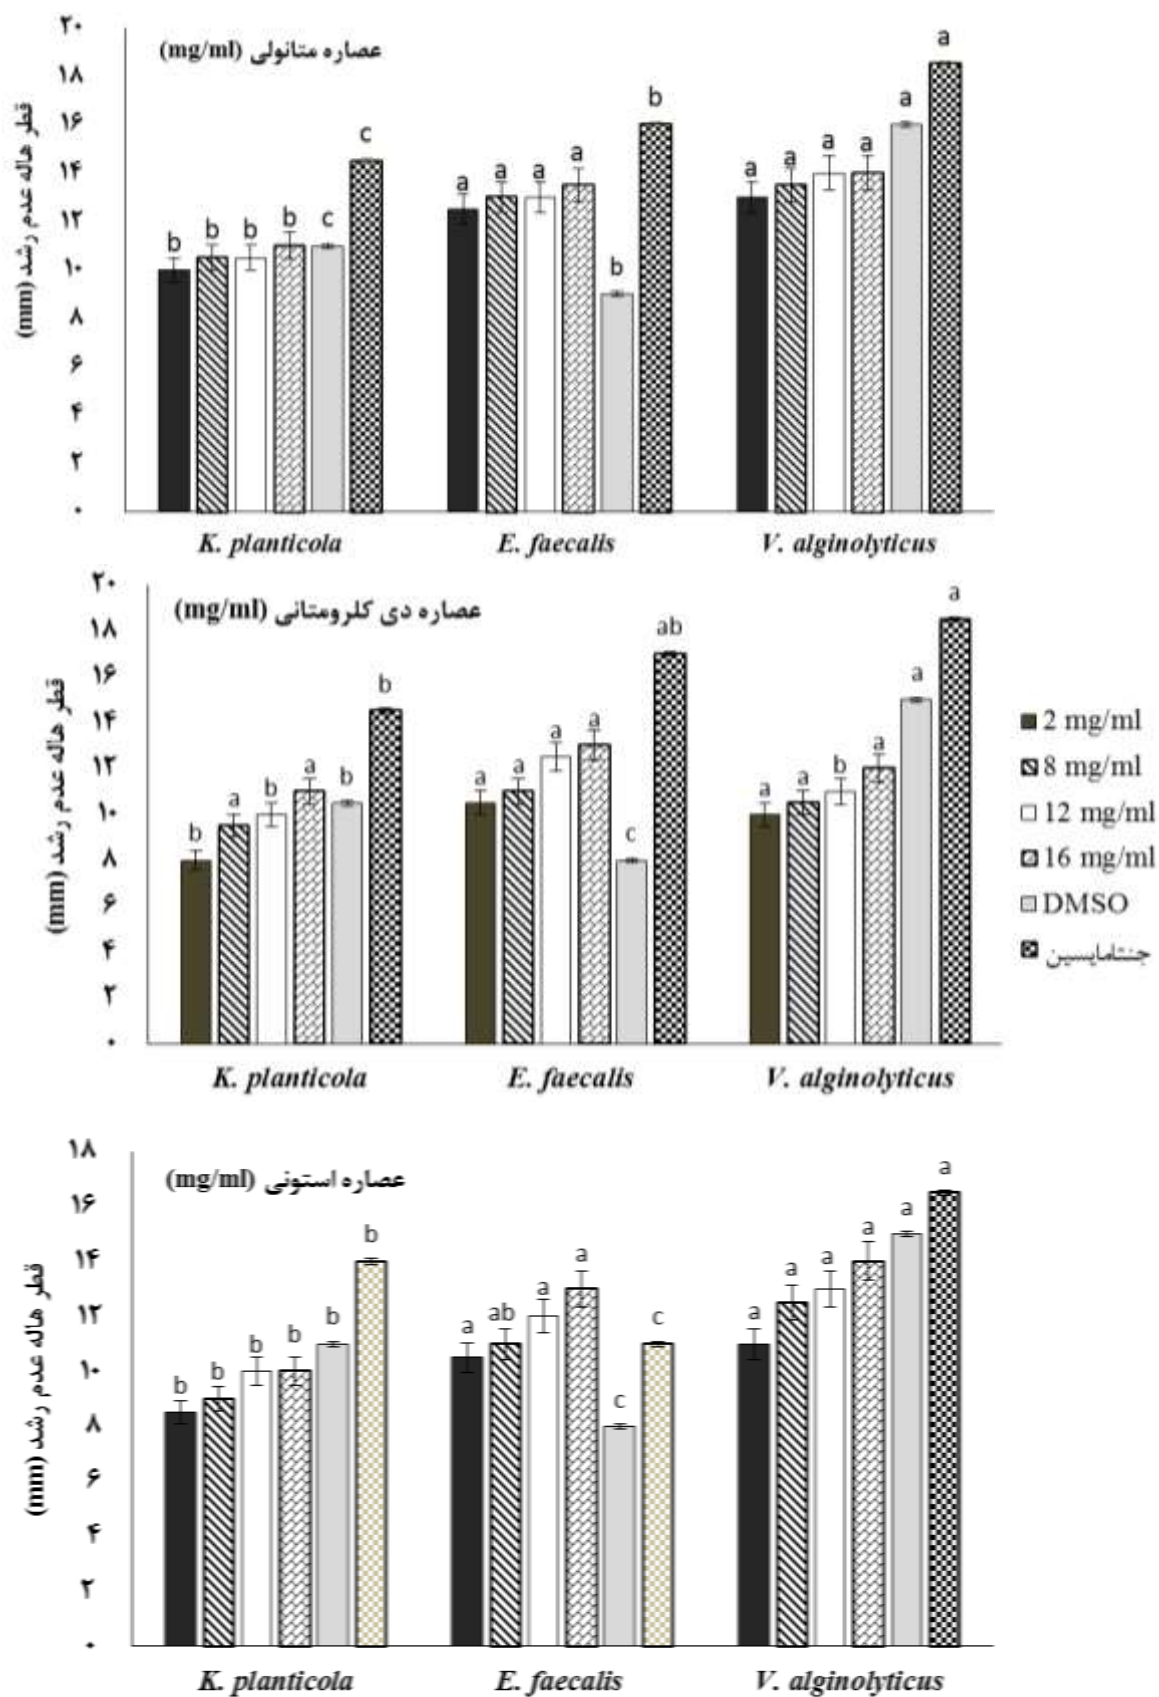 عصاره متانولی (mg/ml)
قطر هاله عدم رشد (mm)
۲۰
۱۸
۱۶
۱۴
۱۲
۱۰
۸
۶
۴
۲
۰
b b b b c c
a a a a b b
a a a a a a
K. planticola E. faecalis V. alginolyticus
عصاره دی کلرومتانی (mg/ml)
قطر هاله عدم رشد (mm)
۲۰
۱۸
۱۶
۱۴
۱۲
۱۰
۸
۶
۴
۲
۰
b a b a b b
a a a a c ab
a a b a a a
K. planticola E. faecalis V. alginolyticus
2 mg/ml
8 mg/ml
12 mg/ml
16 mg/ml
DMSO
جنتامایسین
عصاره استونی (mg/ml)
قطر هاله عدم رشد (mm)
۱۸
۱۶
۱۴
۱۲
۱۰
۸
۶
۴
۲
۰
b b b b b b
a ab a a c c
a a a a a a
K. planticola E. faecalis V. alginolyticus